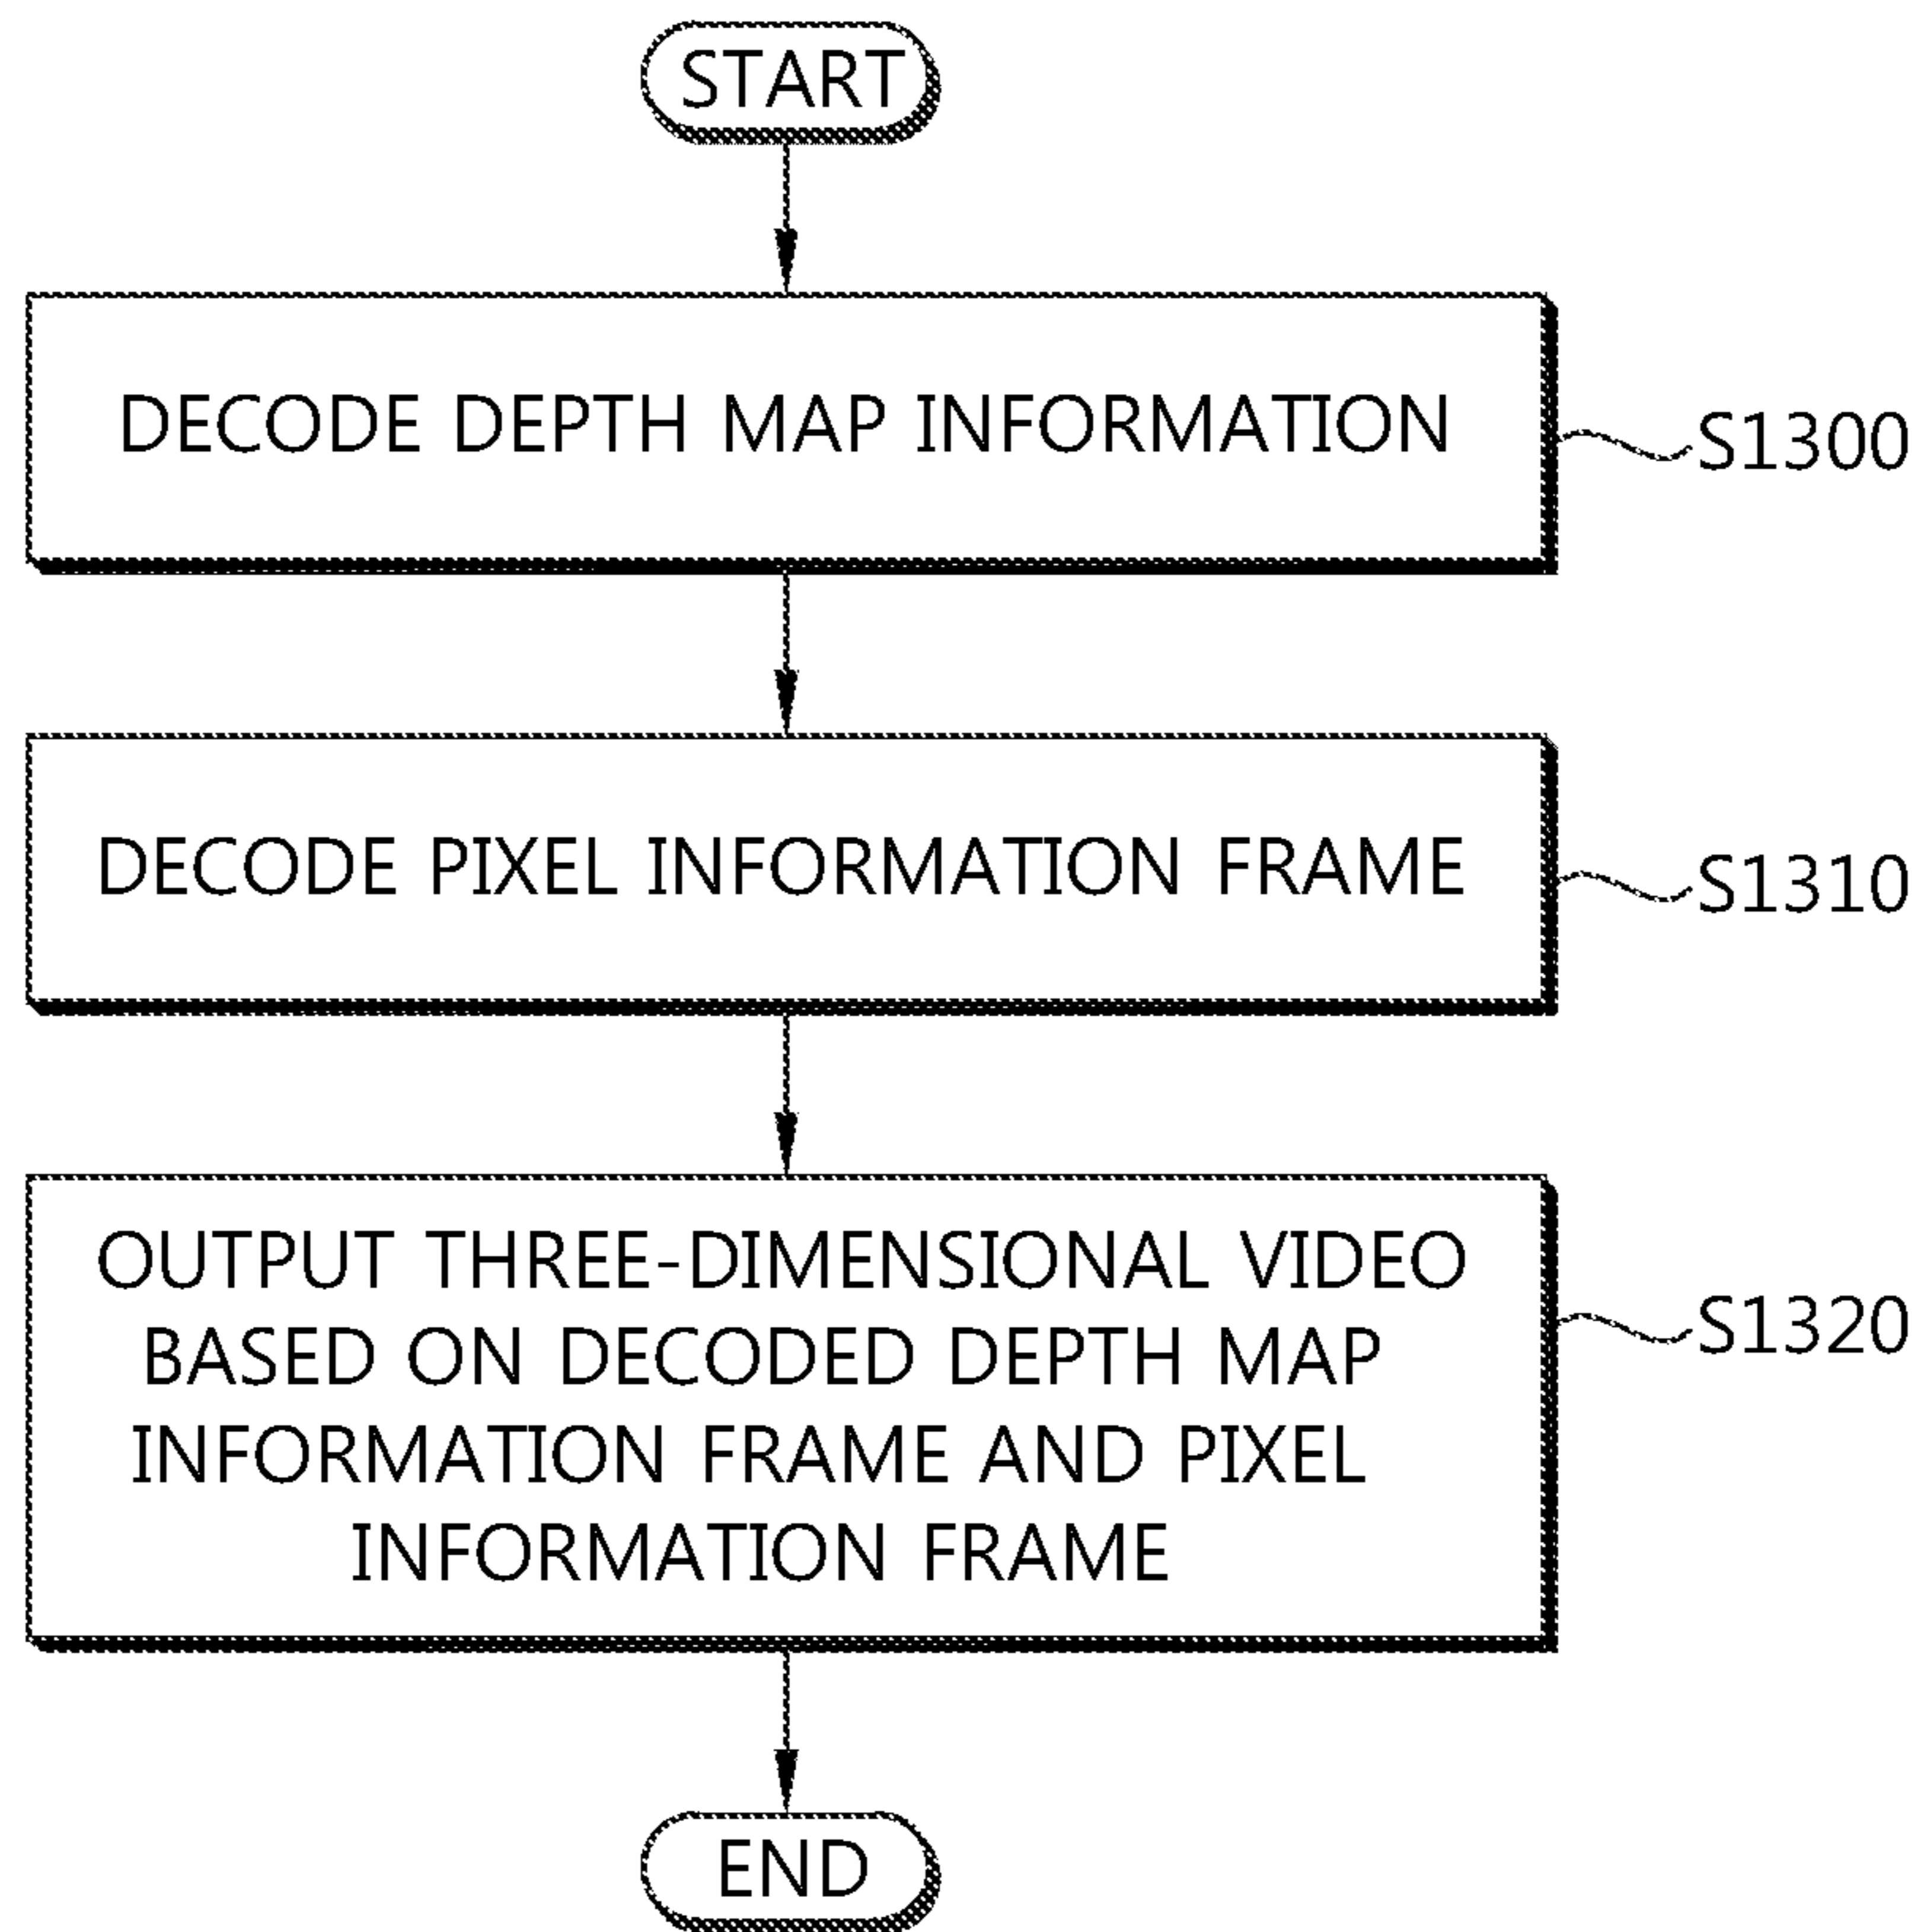 START
DECODE DEPTH MAP INFORMATION
S1300
DECODE PIXEL INFORMATION FRAME
S1310
OUTPUT THREE-DIMENSIONAL VIDEO
BASED ON DECODED DEPTH MAP
INFORMATION FRAME AND PIXEL
INFORMATION FRAME
S1320
END